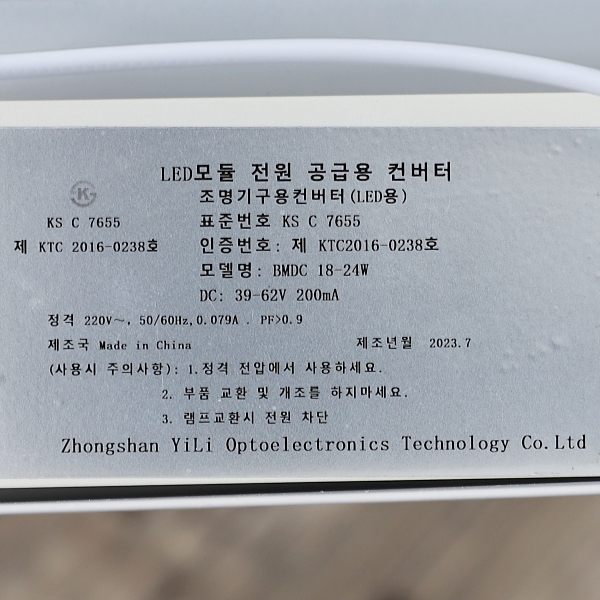 LED모듈 전원 공급용 컨버터
조명기구용컨버터(LED용)
K
KS C 7655
표준번호 KS C 7655
제 KTC 2016-0238호
인증번호: 제 KTC2016-0238호
모델명: BMDC 18-24W
DC: 39-62V 200mA
정격 220V~, 50/60Hz, 0.079A . PF>0.9
제조국 Made in China
제조년월 2023.7
(사용시 주의사항): 1.정격 전압에서 사용하세요.
2. 부품 교환 및 개조를 하지마세요.
3. 램프교환시 전원 차단
Zhongshan YiLi Optoelectronics Technology Co.Ltd